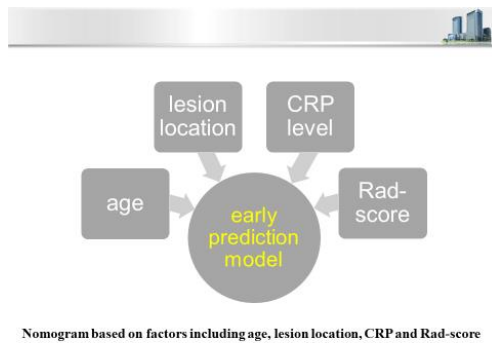 lesion
location
CRP
level
age
Rad-
score
early
prediction
model
Nomogram based on factors including age, lesion location, CRP and Rad-score